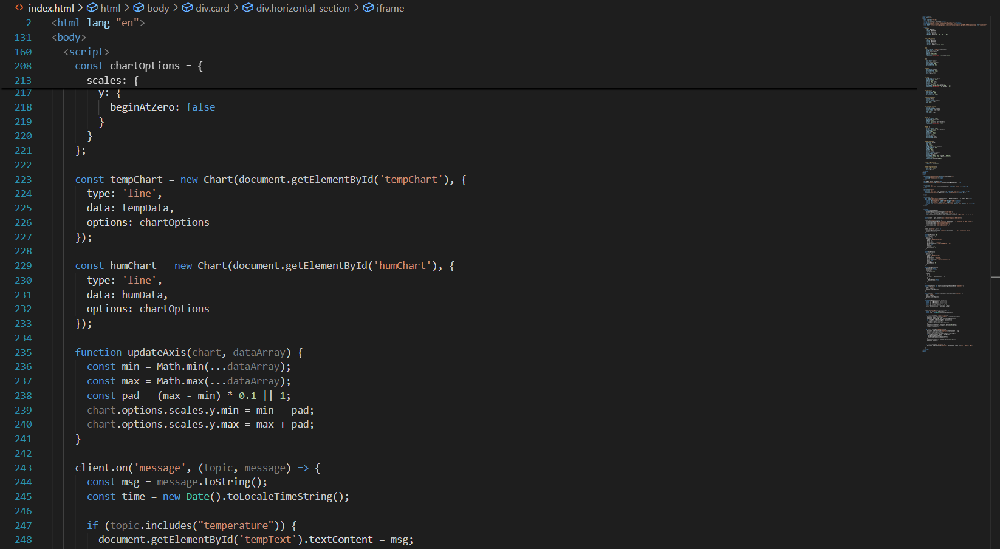 <> index.html > html > body > div.card > div.horizontal-section > iframe
2 <html lang="en">
131 <body>
160 <script>
208 const chartOptions = {
213 scales: {
217 y: {
218 beginAtZero: false
219 }
220 }
221 };
222
223 const tempChart = new Chart(document.getElementById('tempChart'), {
224 type: 'line',
225 data: tempData,
226 options: chartOptions
227 });
228
229 const humChart = new Chart(document.getElementById('humChart'), {
230 type: 'line',
231 data: humData,
232 options: chartOptions
233 });
234
235 function updateAxis(chart, dataArray) {
236 const min = Math.min(...dataArray);
237 const max = Math.max(...dataArray);
238 const pad = (max - min) * 0.1 || 1;
239 chart.options.scales.y.min = min - pad;
240 chart.options.scales.y.max = max + pad;
241 }
242
243 client.on('message', (topic, message) => {
244 const msg = message.toString();
245 const time = new Date().toLocaleTimeString();
246
247 if (topic.includes("temperature")) {
248 document.getElementById('tempText').textContent = msg;